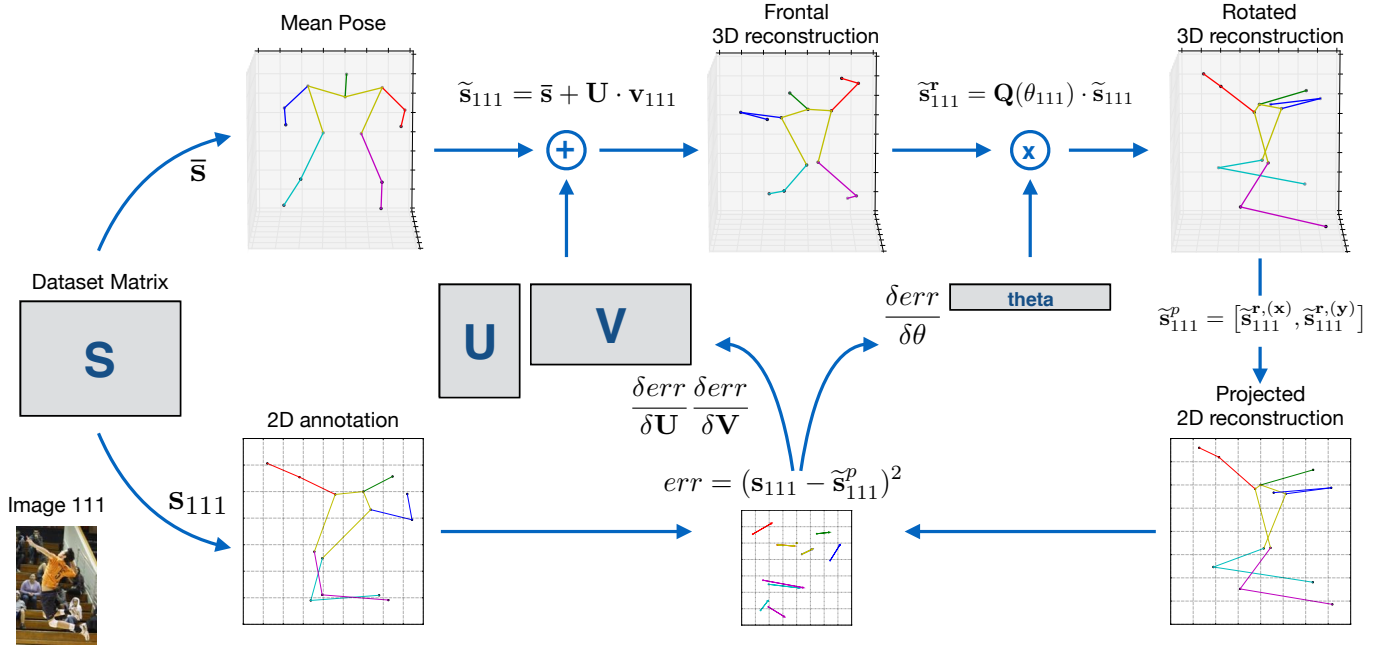 Mean Pose
Frontal
3D reconstruction
Rotated
3D reconstruction
s̃₁₁₁ = s̄ + U · v₁₁₁
s̃ʳ₁₁₁ = Q(θ₁₁₁) · s̃₁₁₁
+
x
s̄
Dataset Matrix
S
U
V
theta
δerr
δθ
s̃ᵖ₁₁₁ = [s̃₁₁₁^{r,(x)}, s̃₁₁₁^{r,(y)}]
δerr δerr
δU δV
2D annotation
Projected
2D reconstruction
s₁₁₁
err = (s₁₁₁ − s̃ᵖ₁₁₁)²
Image 111